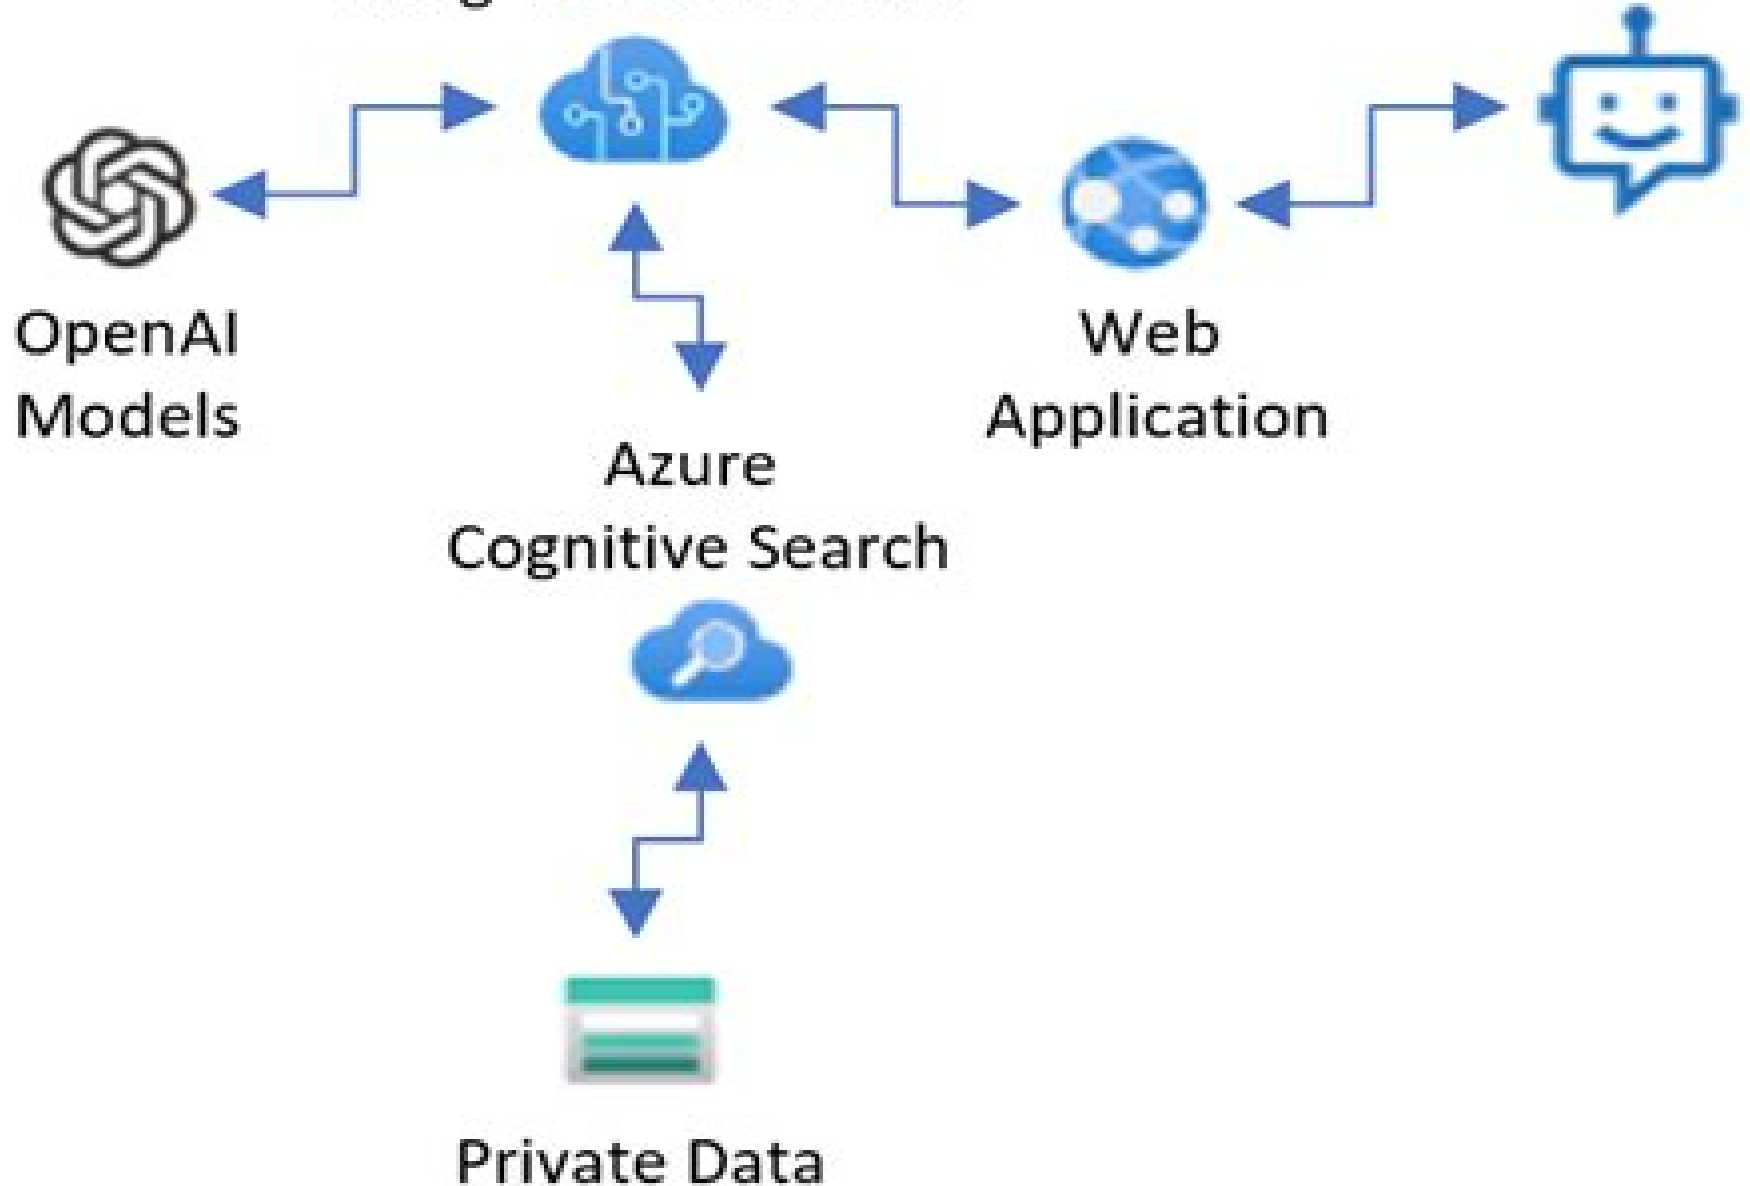 OpenAI
Models
Web
Application
Azure
Cognitive Search
Private Data